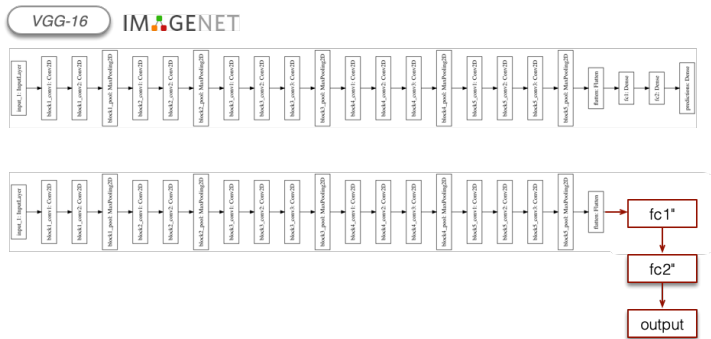 VGG-16
IMAGENET
input_1: InputLayer
block1_conv1: Conv2D
block1_conv2: Conv2D
block1_pool: MaxPooling2D
block2_conv1: Conv2D
block2_conv2: Conv2D
block2_pool: MaxPooling2D
block3_conv1: Conv2D
block3_conv2: Conv2D
block3_conv3: Conv2D
block3_pool: MaxPooling2D
block4_conv1: Conv2D
block4_conv2: Conv2D
block4_conv3: Conv2D
block4_pool: MaxPooling2D
block5_conv1: Conv2D
block5_conv2: Conv2D
block5_conv3: Conv2D
block5_pool: MaxPooling2D
flatten: Flatten
fc1: Dense
fc2: Dense
predictions: Dense
input_1: InputLayer
block1_conv1: Conv2D
block1_conv2: Conv2D
block1_pool: MaxPooling2D
block2_conv1: Conv2D
block2_conv2: Conv2D
block2_pool: MaxPooling2D
block3_conv1: Conv2D
block3_conv2: Conv2D
block3_conv3: Conv2D
block3_pool: MaxPooling2D
block4_conv1: Conv2D
block4_conv2: Conv2D
block4_conv3: Conv2D
block4_pool: MaxPooling2D
block5_conv1: Conv2D
block5_conv2: Conv2D
block5_conv3: Conv2D
block5_pool: MaxPooling2D
flatten: Flatten
fc1*
fc2*
output